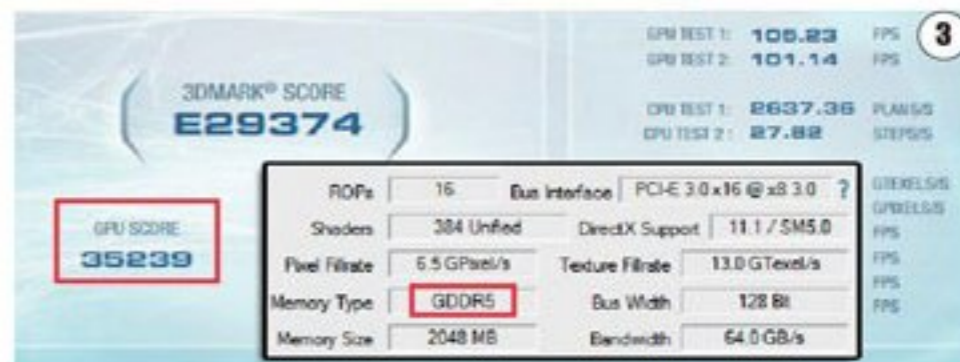 GPU TEST 1: 105.23 FPS
3
GPU TEST 2: 101.14 FPS
3DMARK® SCORE
E29374
CPU TEST 1: 2637.36 PLANS/S
CPU TEST 2: 27.82 STEPS/S
ROPs 16 Bus Interface PCI-E 3.0 x16 @ x8 3.0 ?
GTEXELS/S
GPIXELS/S
GPU SCORE
35239
Shaders 384 Unified DirectX Support 11.1 / SM5.0
FPS
Pixel Fillrate 6.5 GPixel/s Texture Fillrate 13.0 GTexel/s
FPS
Memory Type GDDR5 Bus Width 128 Bit
FPS
FPS
Memory Size 2048 MB Bandwidth 64.0 GB/s